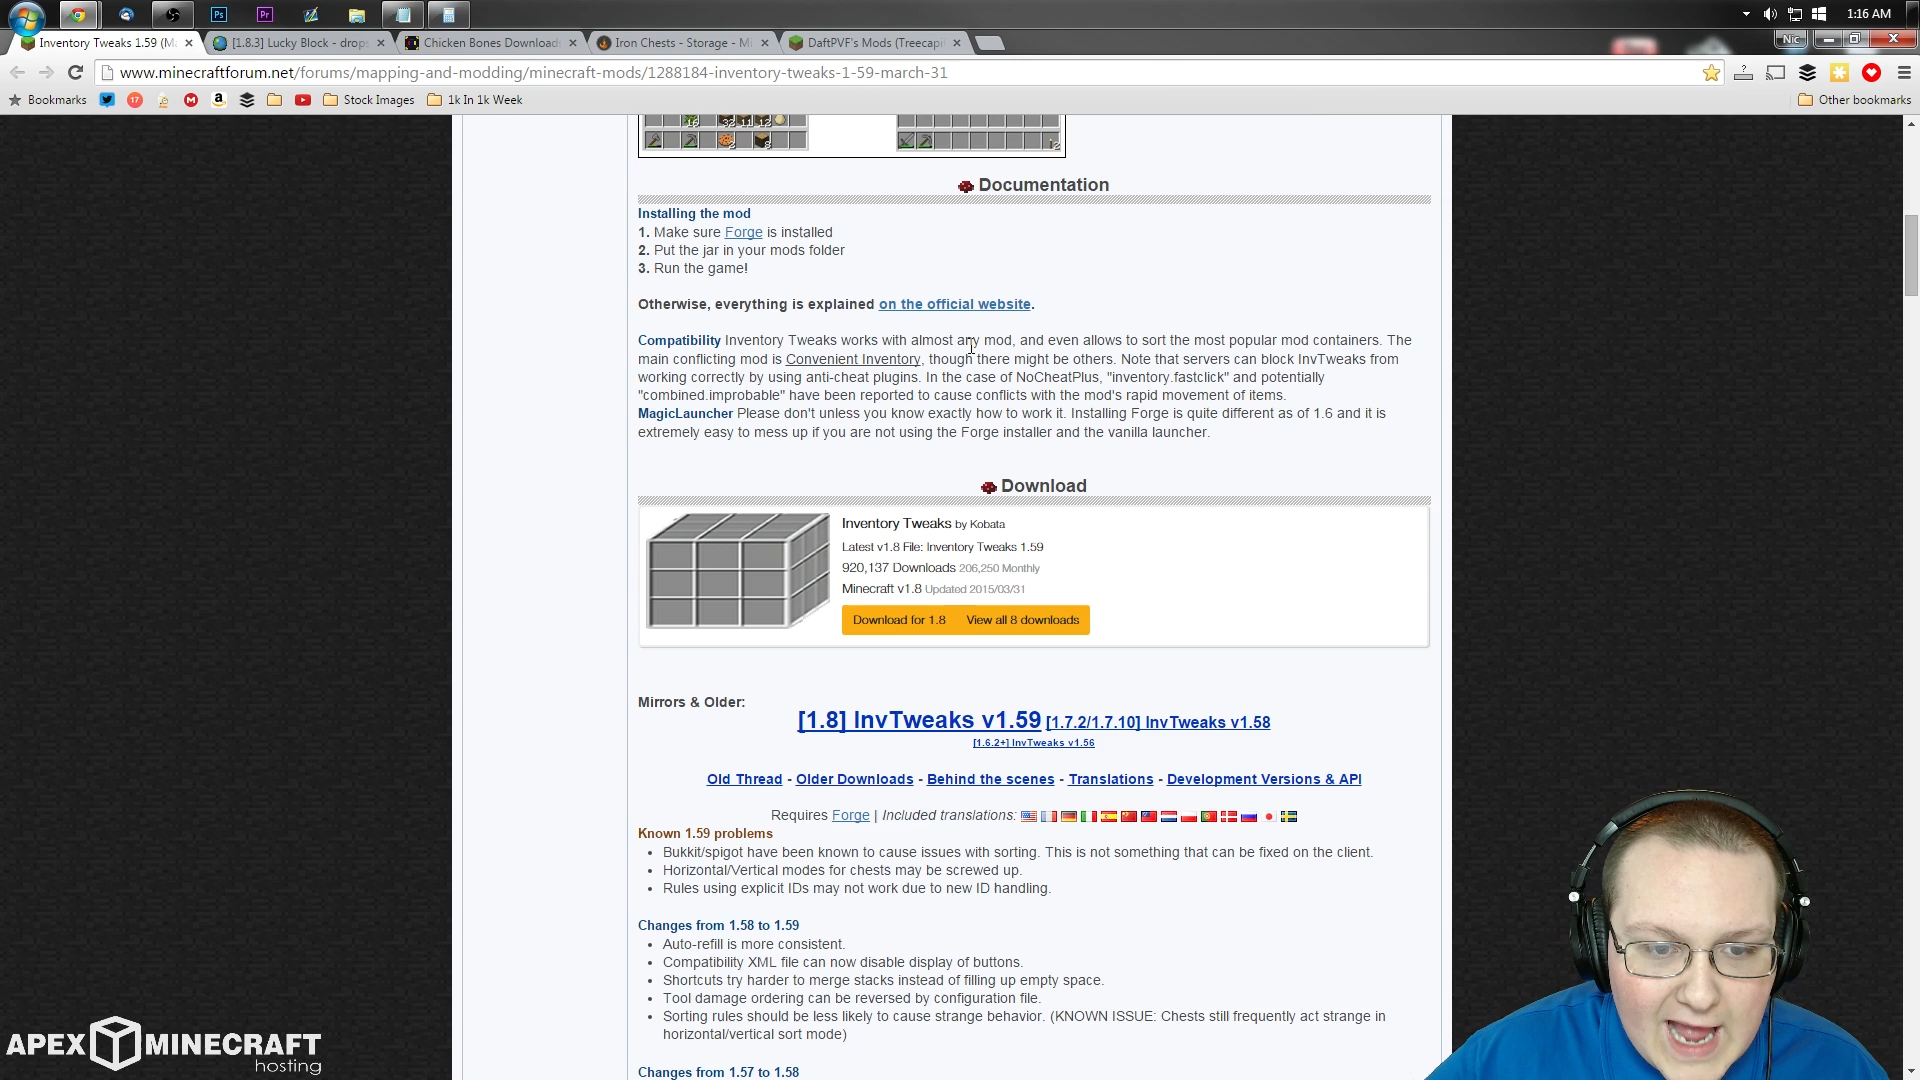 Ps
Pr
1:16 AM
Inventory Tweaks 1.59 (Ma
[1.8.3] Lucky Block - drops
Chicken Bones Downloads
Iron Chests - Storage - Mi
DaftPVF's Mods (Treecapi
Nic
www.minecraftforum.net/forums/mapping-and-modding/minecraft-mods/1288184-inventory-tweaks-1-59-march-31
Bookmarks
17
Stock Images
1k In 1k Week
Other bookmarks
16 32 11 12
2 8 12
Documentation
Installing the mod
1. Make sure Forge is installed
2. Put the jar in your mods folder
3. Run the game!
Otherwise, everything is explained on the official website.
Compatibility Inventory Tweaks works with almost any mod, and even allows to sort the most popular mod containers. The
main conflicting mod is Convenient Inventory, though there might be others. Note that servers can block InvTweaks from
working correctly by using anti-cheat plugins. In the case of NoCheatPlus, "inventory.fastclick" and potentially
"combined.improbable" have been reported to cause conflicts with the mod's rapid movement of items.
MagicLauncher Please don't unless you know exactly how to work it. Installing Forge is quite different as of 1.6 and it is
extremely easy to mess up if you are not using the Forge installer and the vanilla launcher.
Download
Inventory Tweaks by Kobata
Latest v1.8 File: Inventory Tweaks 1.59
920,137 Downloads 206,250 Monthly
Minecraft v1.8 Updated 2015/03/31
Download for 1.8 View all 8 downloads
Mirrors & Older:
[1.8] InvTweaks v1.59 [1.7.2/1.7.10] InvTweaks v1.58
[1.6.2+] InvTweaks v1.56
Old Thread - Older Downloads - Behind the scenes - Translations - Development Versions & API
Requires Forge | Included translations:
Known 1.59 problems
• Bukkit/spigot have been known to cause issues with sorting. This is not something that can be fixed on the client.
• Horizontal/Vertical modes for chests may be screwed up.
• Rules using explicit IDs may not work due to new ID handling.
Changes from 1.58 to 1.59
• Auto-refill is more consistent.
• Compatibility XML file can now disable display of buttons.
• Shortcuts try harder to merge stacks instead of filling up empty space.
• Tool damage ordering can be reversed by configuration file.
• Sorting rules should be less likely to cause strange behavior. (KNOWN ISSUE: Chests still frequently act strange in
horizontal/vertical sort mode)
Changes from 1.57 to 1.58
APEX MINECRAFT
hosting